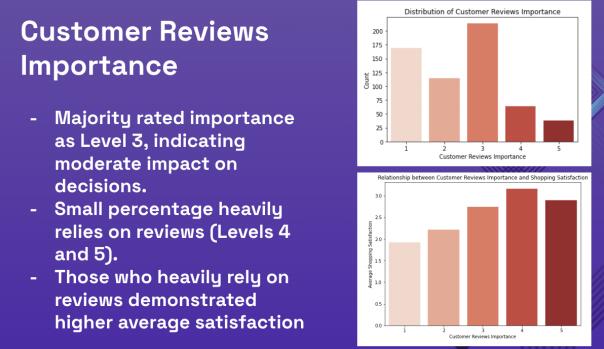 Customer Reviews
Importance
- Majority rated importance
as Level 3, indicating
moderate impact on
decisions.
- Small percentage heavily
relies on reviews (Levels 4
and 5).
- Those who heavily rely on
reviews demonstrated
higher average satisfaction
Distribution of Customer Reviews Importance
Count
200
175
150
125
100
75
50
25
0
1 2 3 4 5
Customer Reviews Importance
Relationship between Customer Reviews Importance and Shopping Satisfaction
Average Shopping Satisfaction
3.0
2.5
2.0
1.5
1.0
0.5
0.0
1 2 3 4 5
Customer Reviews Importance